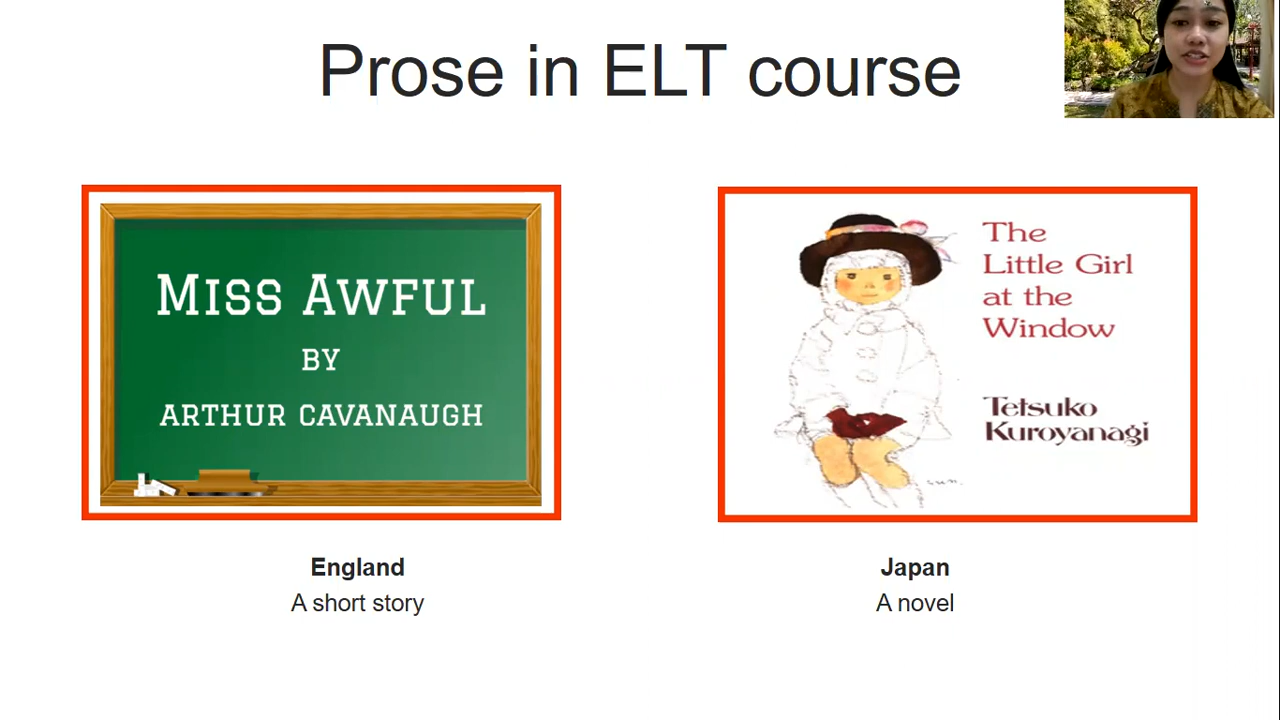 Prose in ELT course
Miss Awful
by
Arthur Cavanaugh
The
Little Girl
at the
Window
Tetsuko
Kuroyanagi
England
A short story
Japan
A novel